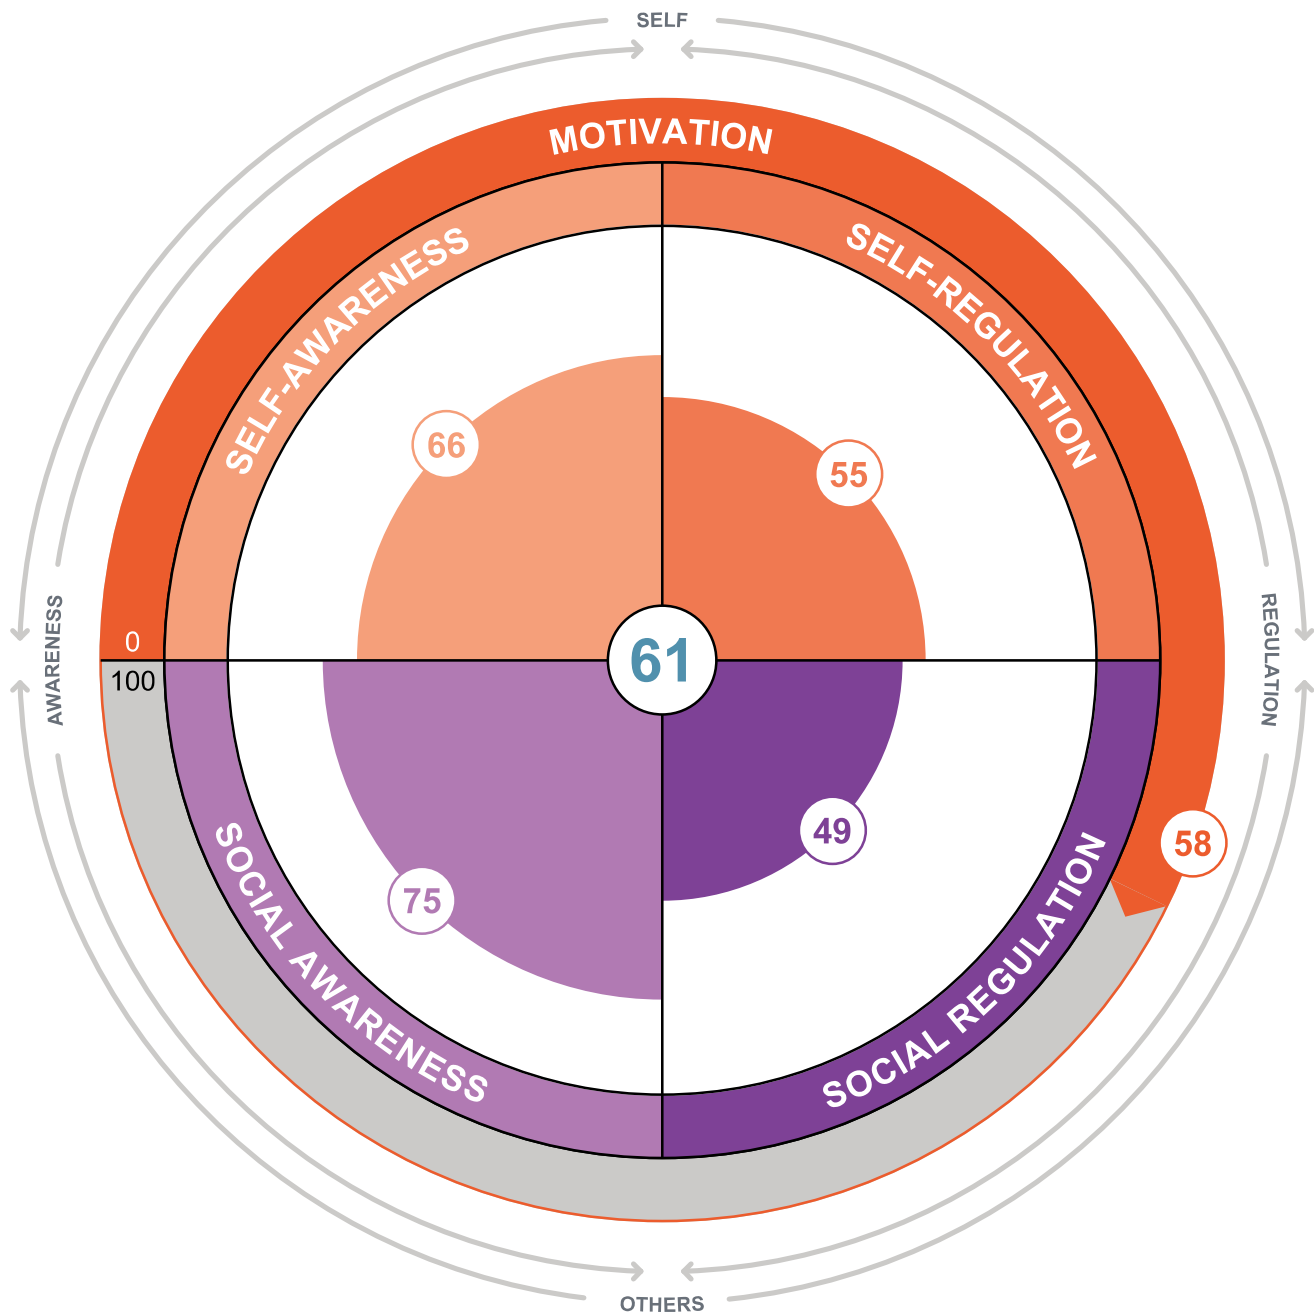 SELF
MOTIVATION
SELF-AWARENESS
SELF-REGULATION
66
55
AWARENESS
0
100
61
REGULATION
75
49
58
SOCIAL AWARENESS
SOCIAL REGULATION
OTHERS